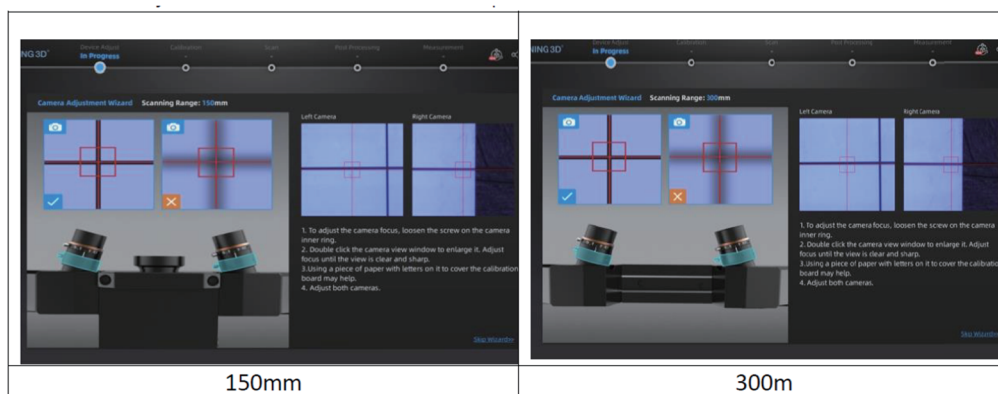 NING 3D
Device Adjust
Calibration
Scan
Post Processing
Measurement
In Progress
-
-
-
-
Camera Adjustment Wizard Scanning Range: 150mm
Left Camera
Right Camera
1. To adjust the camera focus, loosen the screw on the camera
inner ring.
2. Double click the camera view window to enlarge it. Adjust
focus until the view is clear and sharp.
3.Using a piece of paper with letters on it to cover the calibration
board may help.
4. Adjust both cameras.
Skip Wizard>>
150mm
NING 3D
Device Adjust
Calibration
Scan
Post Processing
Measurement
In Progress
-
-
-
-
Camera Adjustment Wizard Scanning Range: 300mm
Left Camera
Right Camera
1. To adjust the camera focus, loosen the screw on the camera
inner ring.
2. Double click the camera view window to enlarge it. Adjust
focus until the view is clear and sharp.
3.Using a piece of paper with letters on it to cover the calibratio
board may help.
4. Adjust both cameras.
Skip Wizard>>
300m